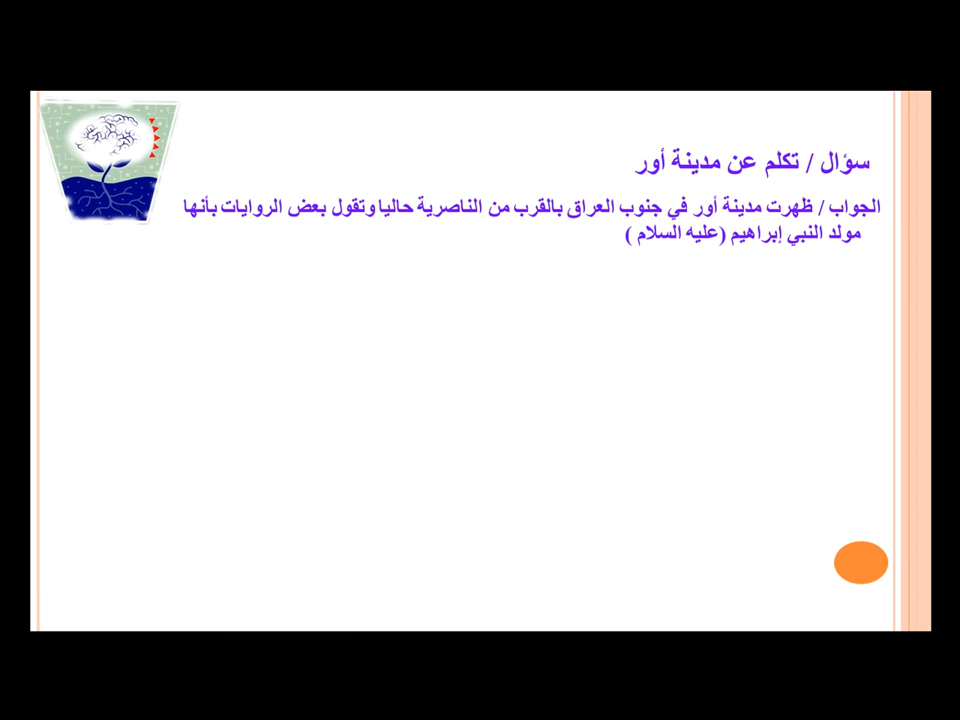 سؤال / تكلم عن مدينة أور
الجواب / ظهرت مدينة أور في جنوب العراق بالقرب من الناصرية حاليا وتقول بعض الروايات بأنها
مولد النبي إبراهيم (عليه السلام )